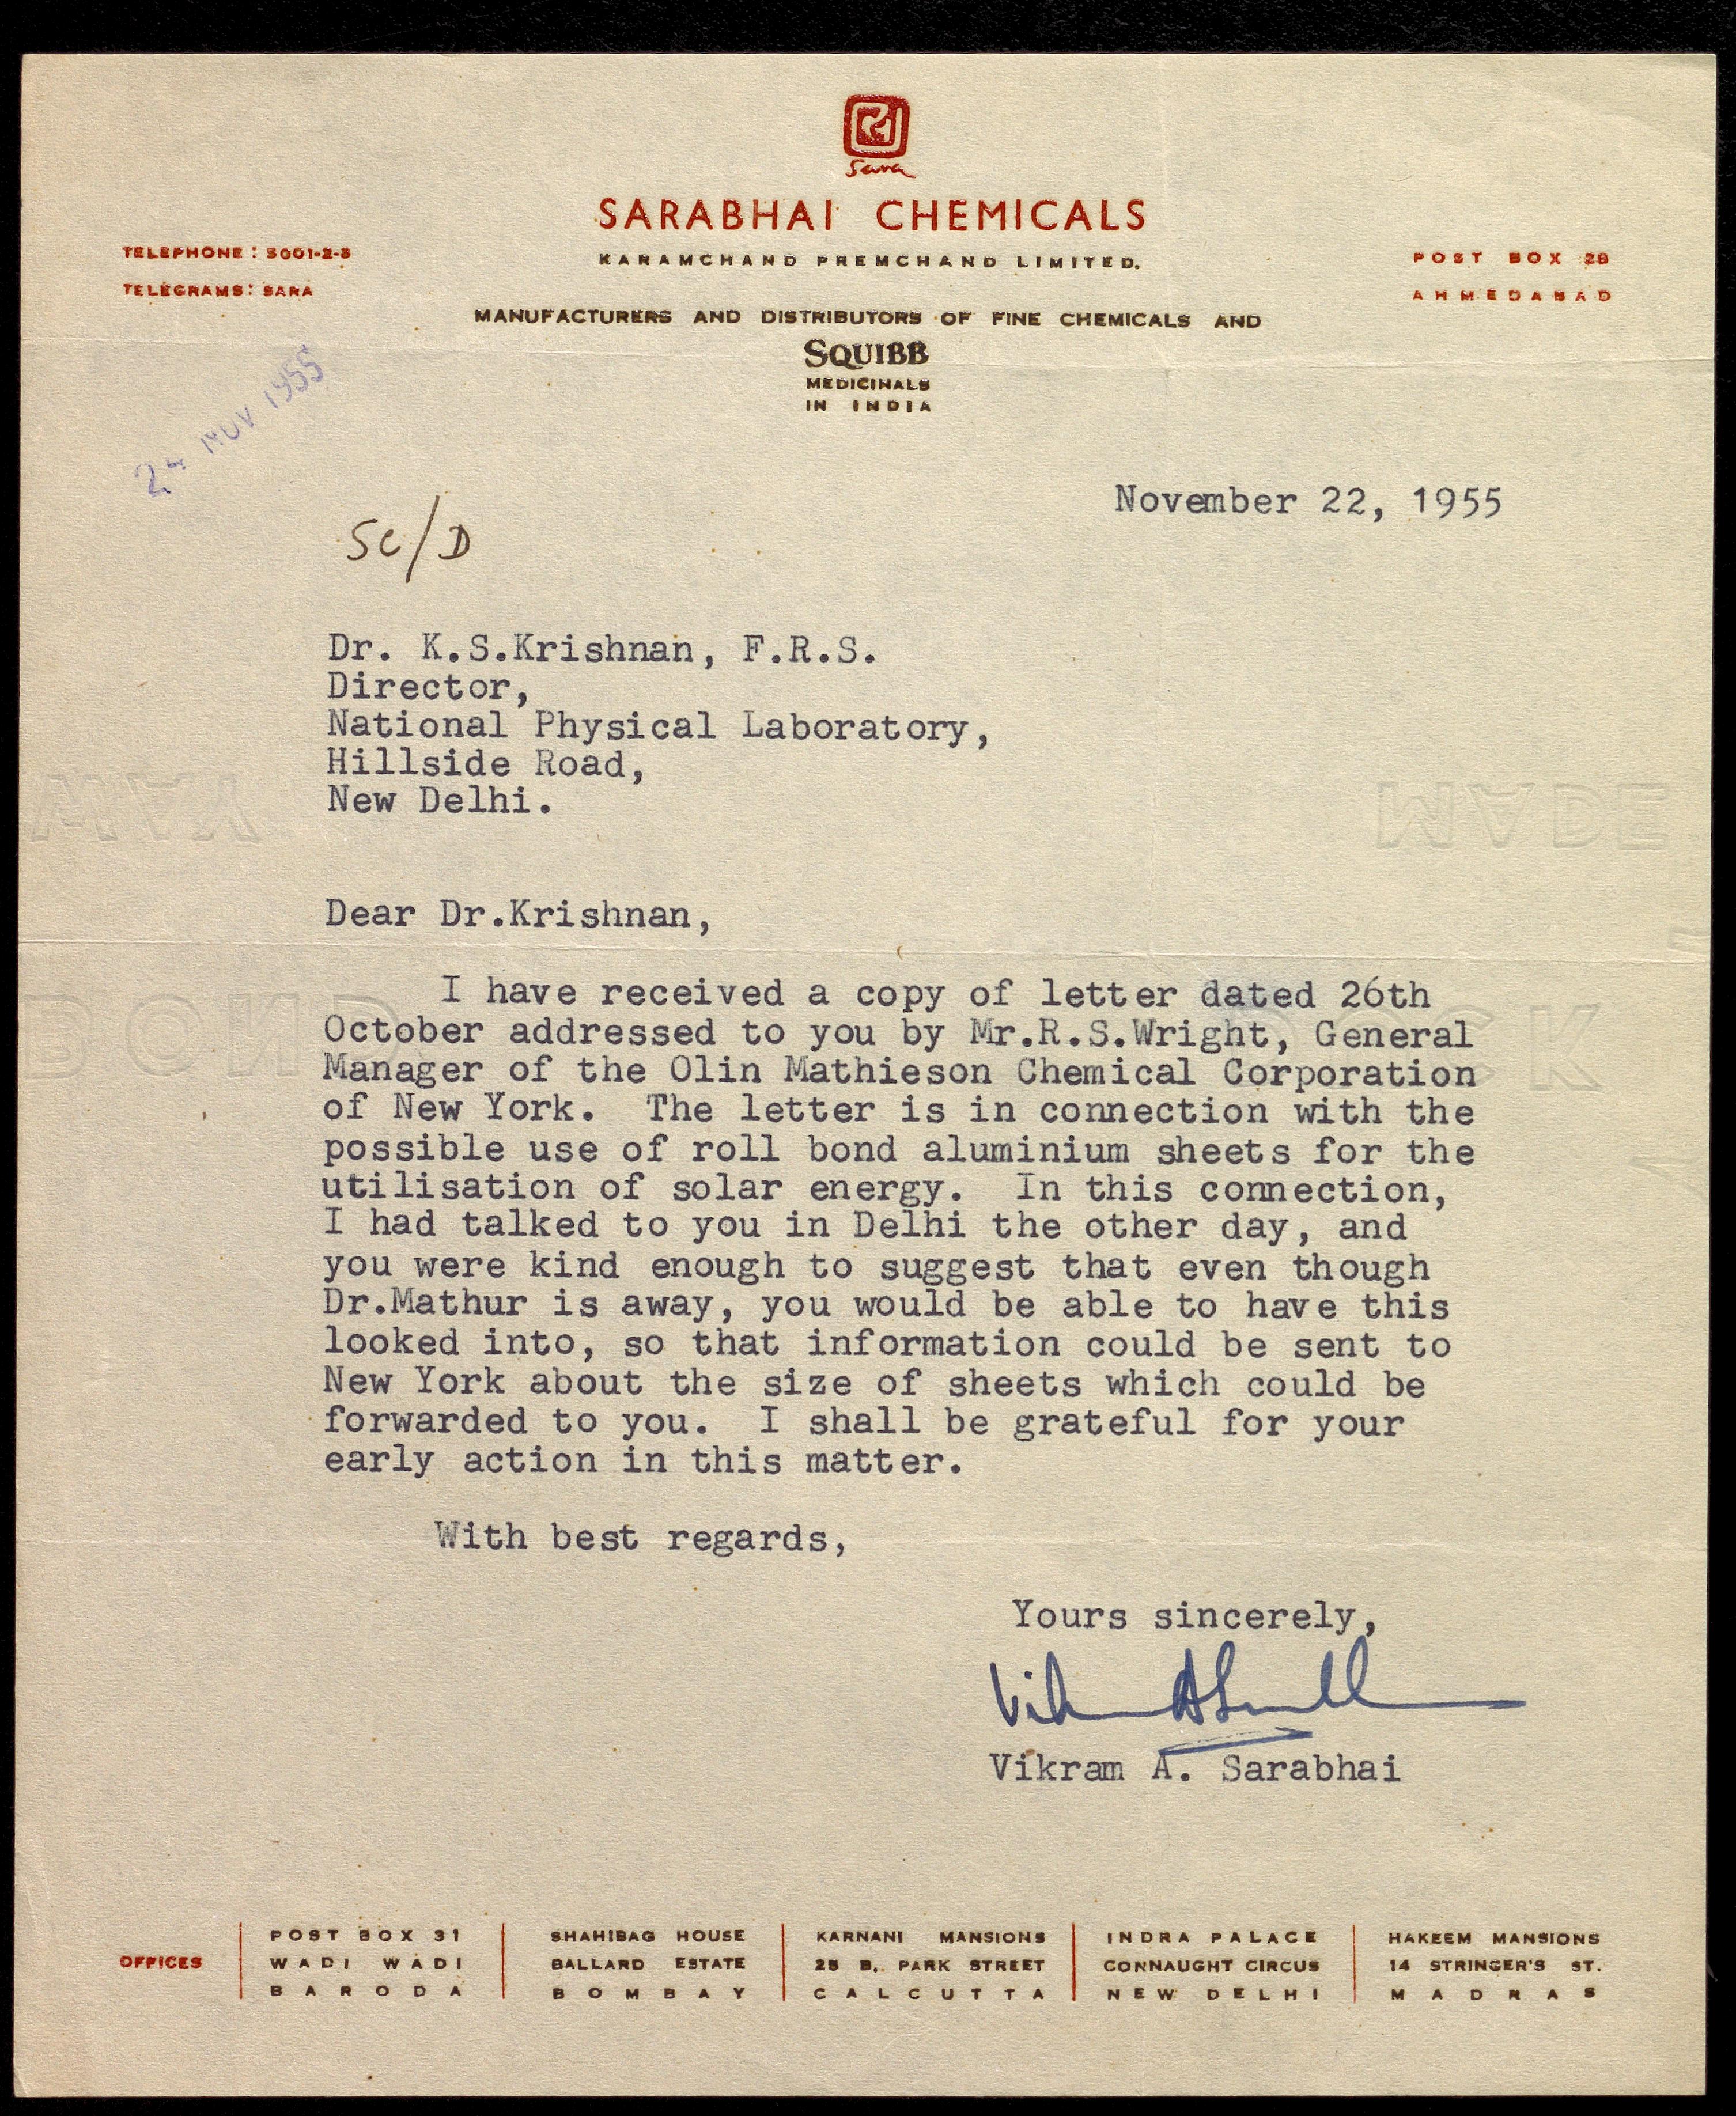 Sara
SARABHAI CHEMICALS
KARAMCHAND PREMCHAND LIMITED.
TELEPHONE : 5001-2-3
TELEGRAMS: SARA
POST BOX 28
AHMEDABAD
MANUFACTURERS AND DISTRIBUTORS OF FINE CHEMICALS AND
SQUIBB
MEDICINALS
IN INDIA
NOV 1955
November 22, 1955
Sc/D
Dr. K.S.Krishnan, F.R.S.
Director,
National Physical Laboratory,
Hillside Road,
New Delhi.
MADE
Dear Dr.Krishnan,
BOND
I have received a copy of letter dated 26th
October addressed to you by Mr.R.S.Wright, General
Manager of the Olin Mathieson Chemical Corporation
of New York. The letter is in connection with the
possible use of roll bond aluminium sheets for the
utilisation of solar energy. In this connection,
I had talked to you in Delhi the other day, and
you were kind enough to suggest that even though
Dr.Mathur is away, you would be able to have this
looked into, so that information could be sent to
New York about the size of sheets which could be
forwarded to you. I shall be grateful for your
early action in this matter.
With best regards,
Yours sincerely,
Vikram A. Sarabhai
OFFICES
POST BOX 31
WADI WADI
BARODA
SHAHIBAG HOUSE
BALLARD ESTATE
BOMBAY
KARNANI MANSIONS
25 B, PARK STREET
CALCUTTA
INDRA PALACE
CONNAUGHT CIRCUS
NEW DELHI
HAKEEM MANSIONS
14 STRINGER'S ST.
MADRAS